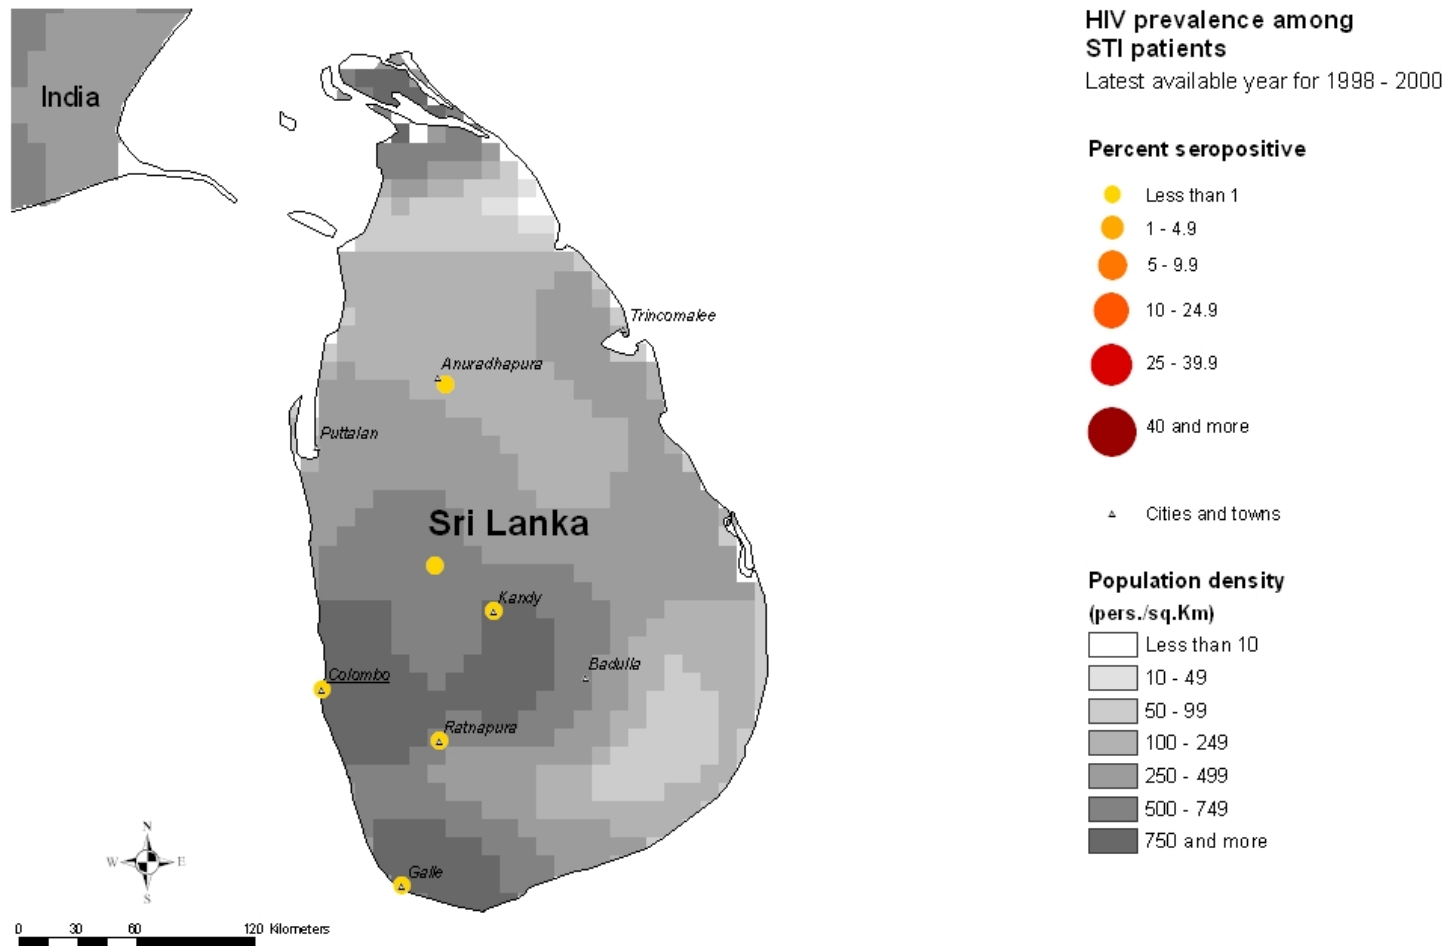 India
Trincomalee
Anuradhapura
Puttalan
Sri Lanka
Kandy
Badulla
Colombo
Ratnapura
Galle
N
W E
S
0 30 60 120 Kilometers
HIV prevalence among
STI patients
Latest available year for 1998 - 2000
Percent seropositive
Less than 1
1 - 4.9
5 - 9.9
10 - 24.9
25 - 39.9
40 and more
Cities and towns
Population density
(pers./sq.Km)
Less than 10
10 - 49
50 - 99
100 - 249
250 - 499
500 - 749
750 and more